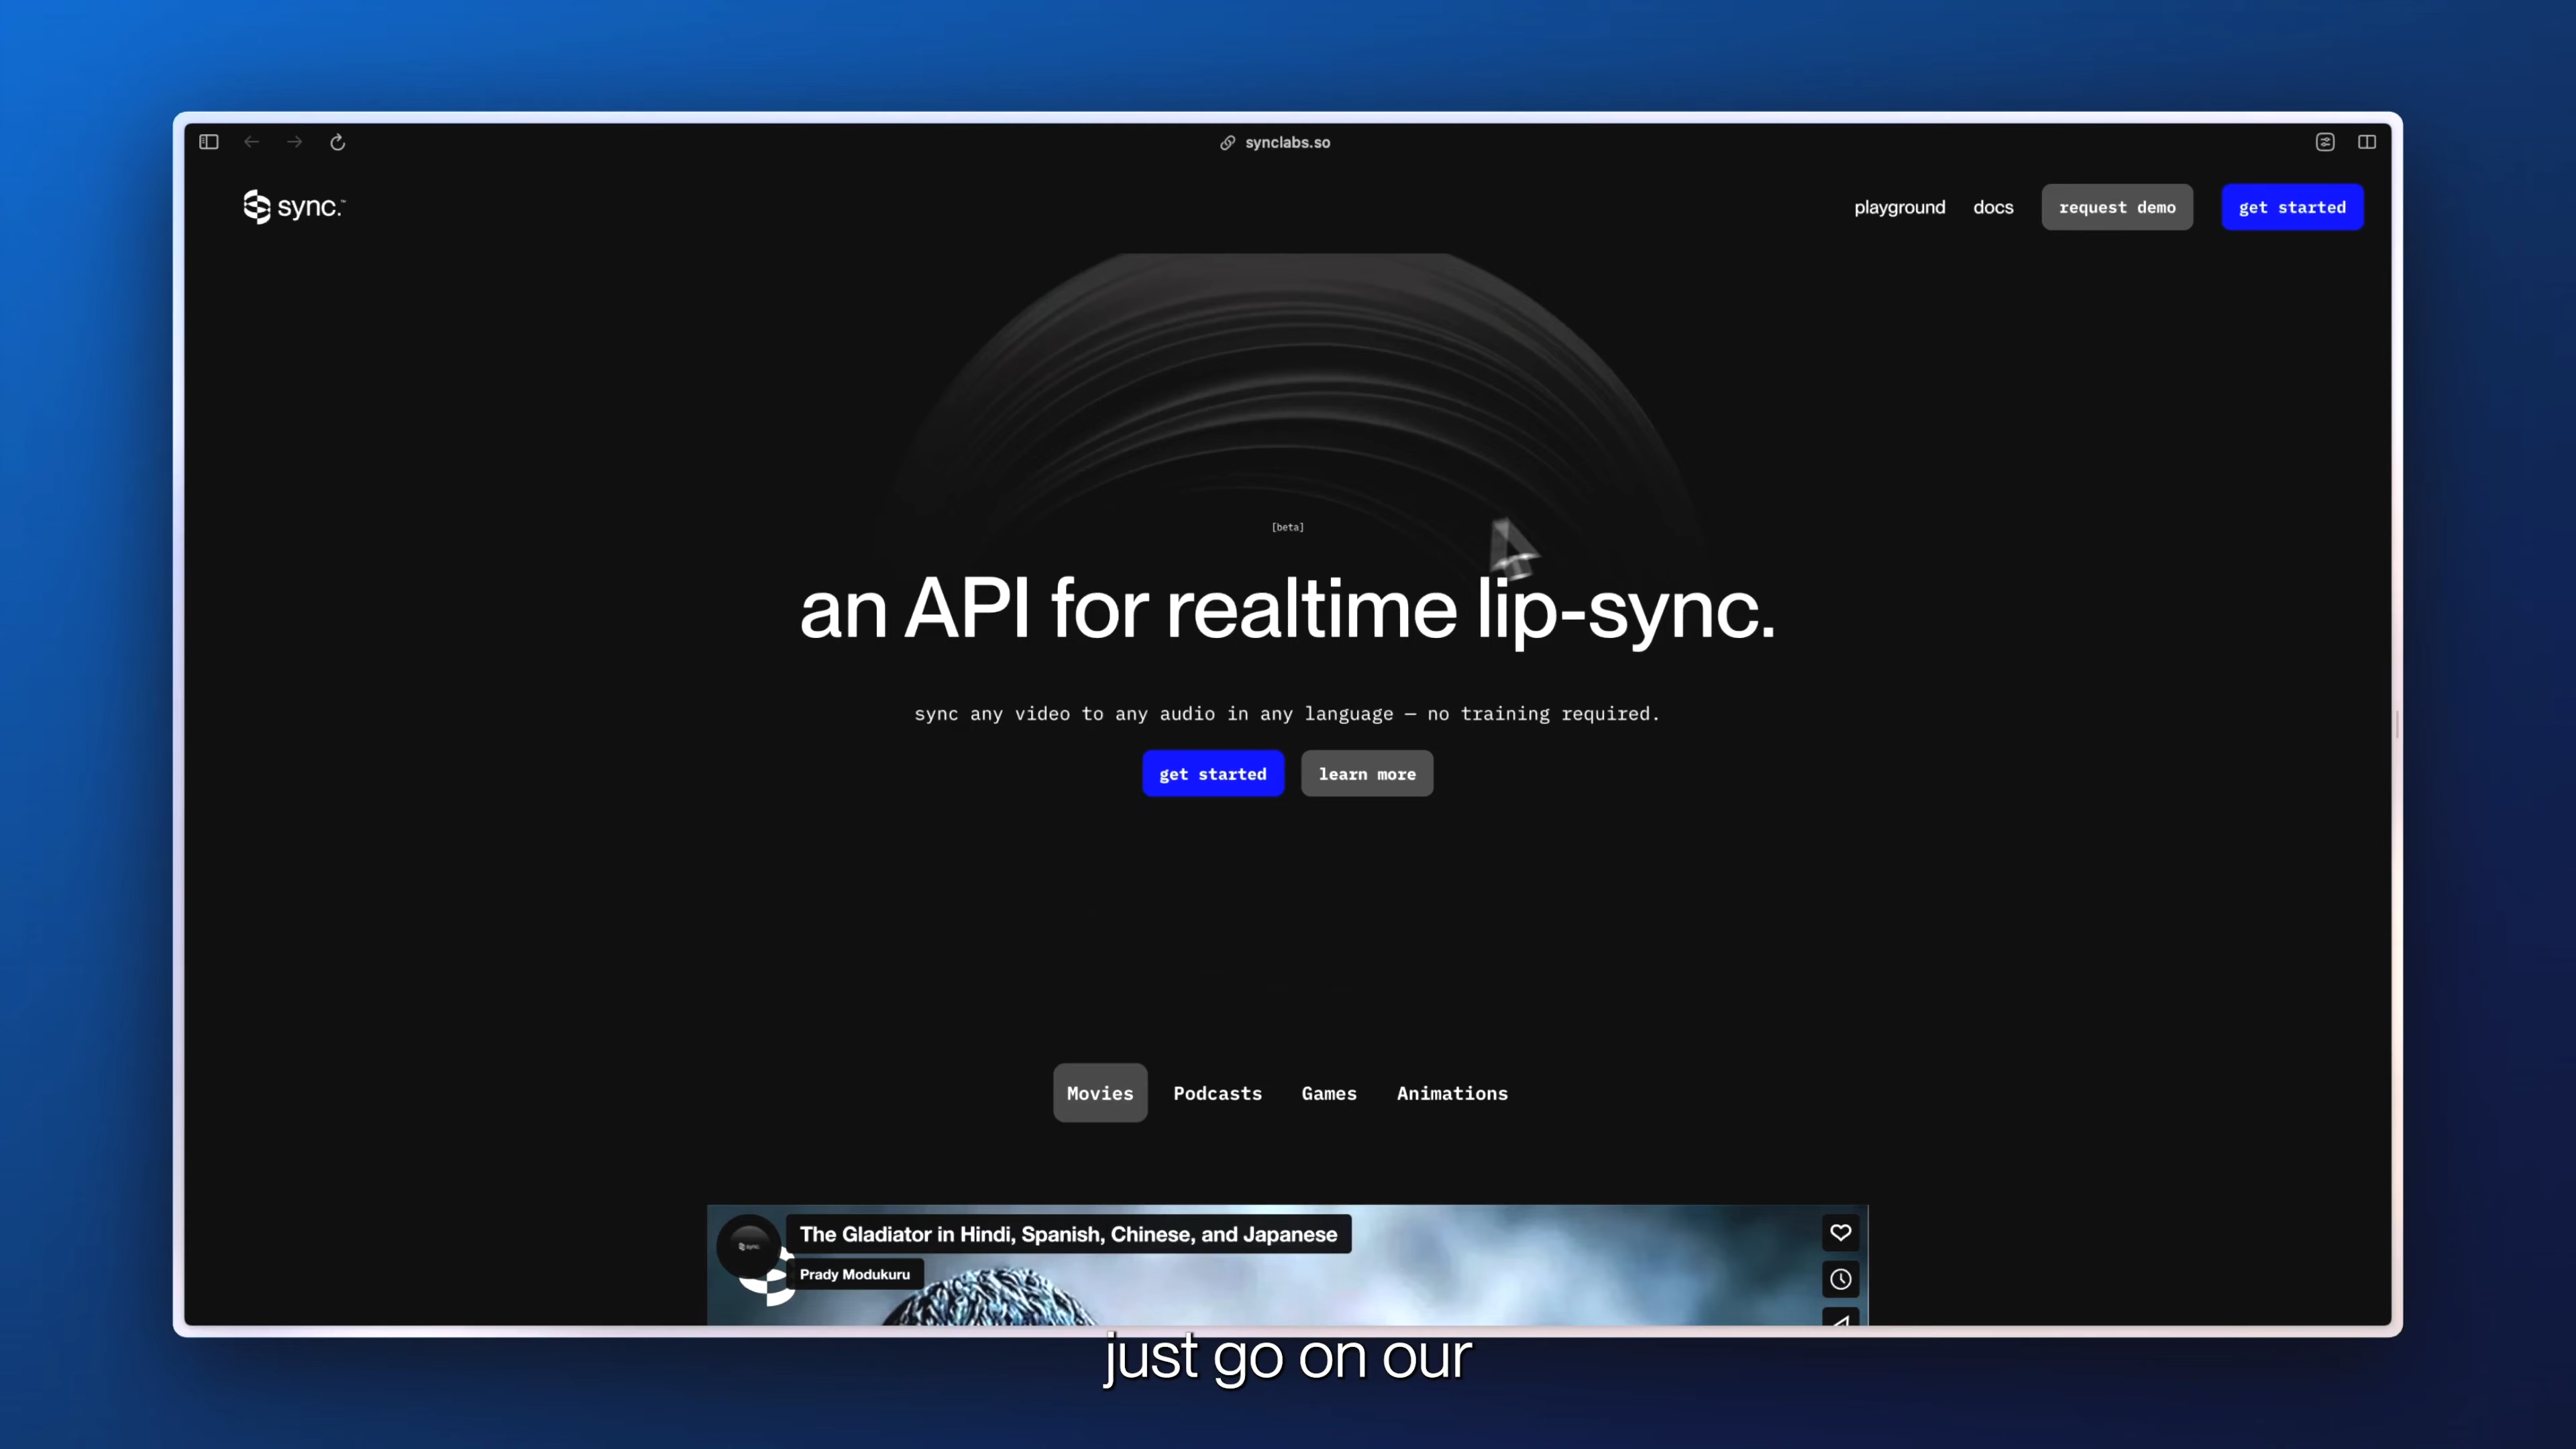 synclabs.so
sync.™
playground docs request demo get started
[beta]
an API for realtime lip-sync.
sync any video to any audio in any language — no training required.
get started learn more
Movies Podcasts Games Animations
sync.
The Gladiator in Hindi, Spanish, Chinese, and Japanese
Prady Modukuru
just go on our